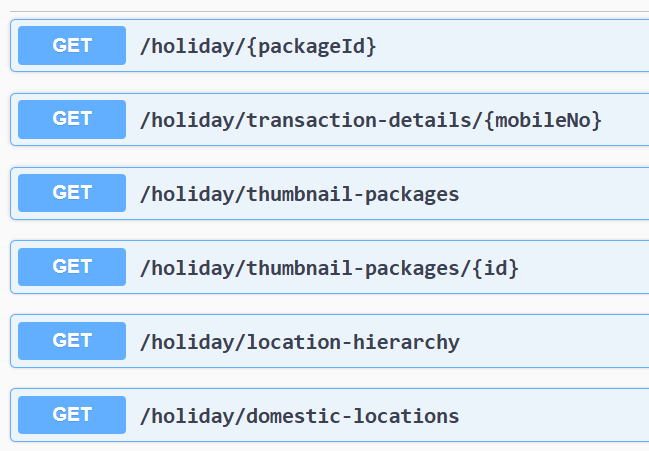 GET /holiday/{packageId}
GET /holiday/transaction-details/{mobileNo}
GET /holiday/thumbnail-packages
GET /holiday/thumbnail-packages/{id}
GET /holiday/location-hierarchy
GET /holiday/domestic-locations